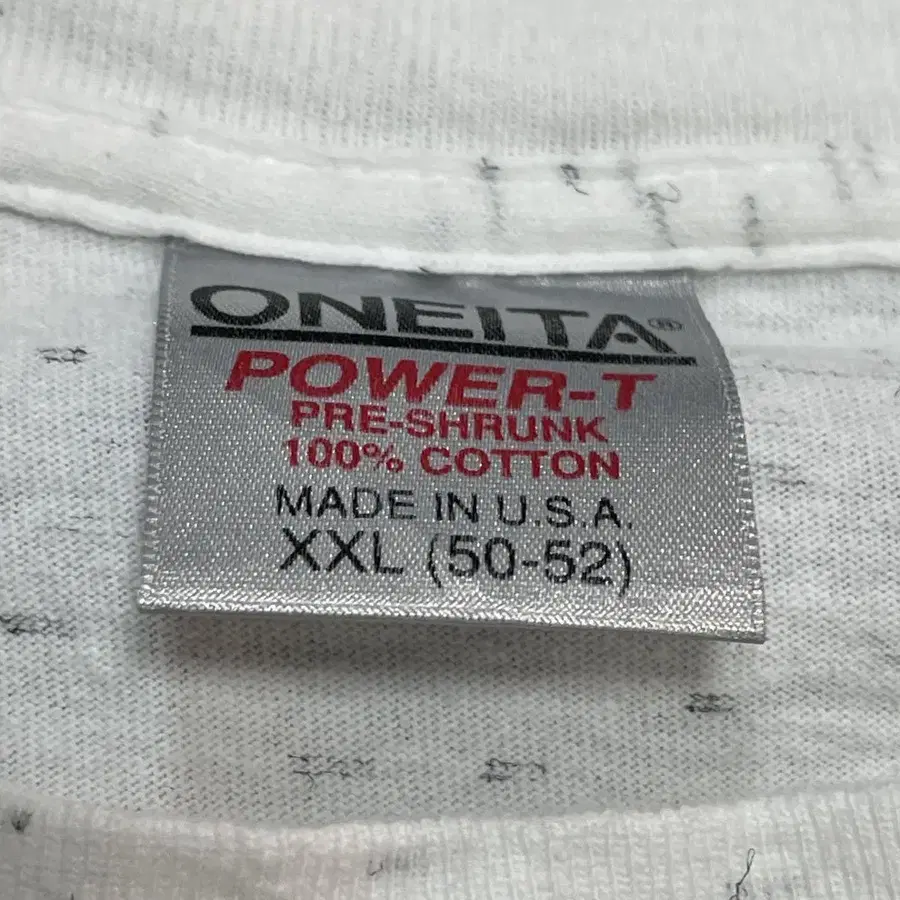 ONEITA®
POWER-T
PRE-SHRUNK
100% COTTON
MADE IN U.S.A.
XXL (50-52)